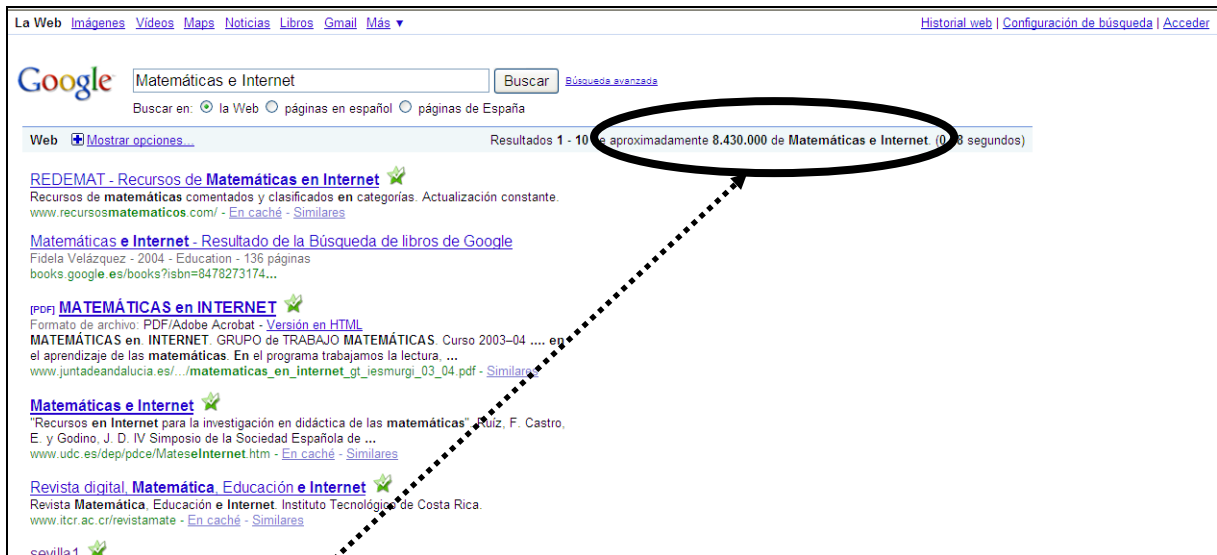 La Web Imágenes Vídeos Maps Noticias Libros Gmail Más ▼ Historial web | Configuración de búsqueda | Acceder
Google Matemáticas e Internet Buscar Búsqueda avanzada
Buscar en: la Web páginas en español páginas de España
Web Mostrar opciones... Resultados 1 - 10 de aproximadamente 8.430.000 de Matemáticas e Internet. segundos)
REDEMAT - Recursos de Matemáticas en Internet
Recursos de matemáticas comentados y clasificados en categorías. Actualización constante.
www.recursosmatematicos.com/ - En caché - Similares
Matemáticas e Internet - Resultado de la Búsqueda de libros de Google
Fidela Velázquez - 2004 - Education - 136 páginas
books.google.es/books?isbn=8478273174...
[PDF] MATEMÁTICAS en INTERNET
Formato de archivo: PDF/Adobe Acrobat - Versión en HTML
MATEMÁTICAS en. INTERNET. GRUPO de TRABAJO MATEMÁTICAS. Curso 2003–04 .... en
el aprendizaje de las matemáticas. En el programa trabajamos la lectura, ...
www.juntadeandalucia.es/.../matematicas_en_internet_gt_iesmurgi_03_04.pdf - Similares
Matemáticas e Internet
"Recursos en Internet para la investigación en didáctica de las matemáticas". Ruíz, F. Castro,
E. y Godino, J. D. IV Simposio de la Sociedad Española de ...
www.udc.es/dep/pdce/MateseInternet.htm - En caché - Similares
Revista digital, Matemática, Educación e Internet
Revista Matemática, Educación e Internet. Instituto Tecnológico de Costa Rica.
www.itcr.ac.cr/revistamate - En caché - Similares
sevilla1